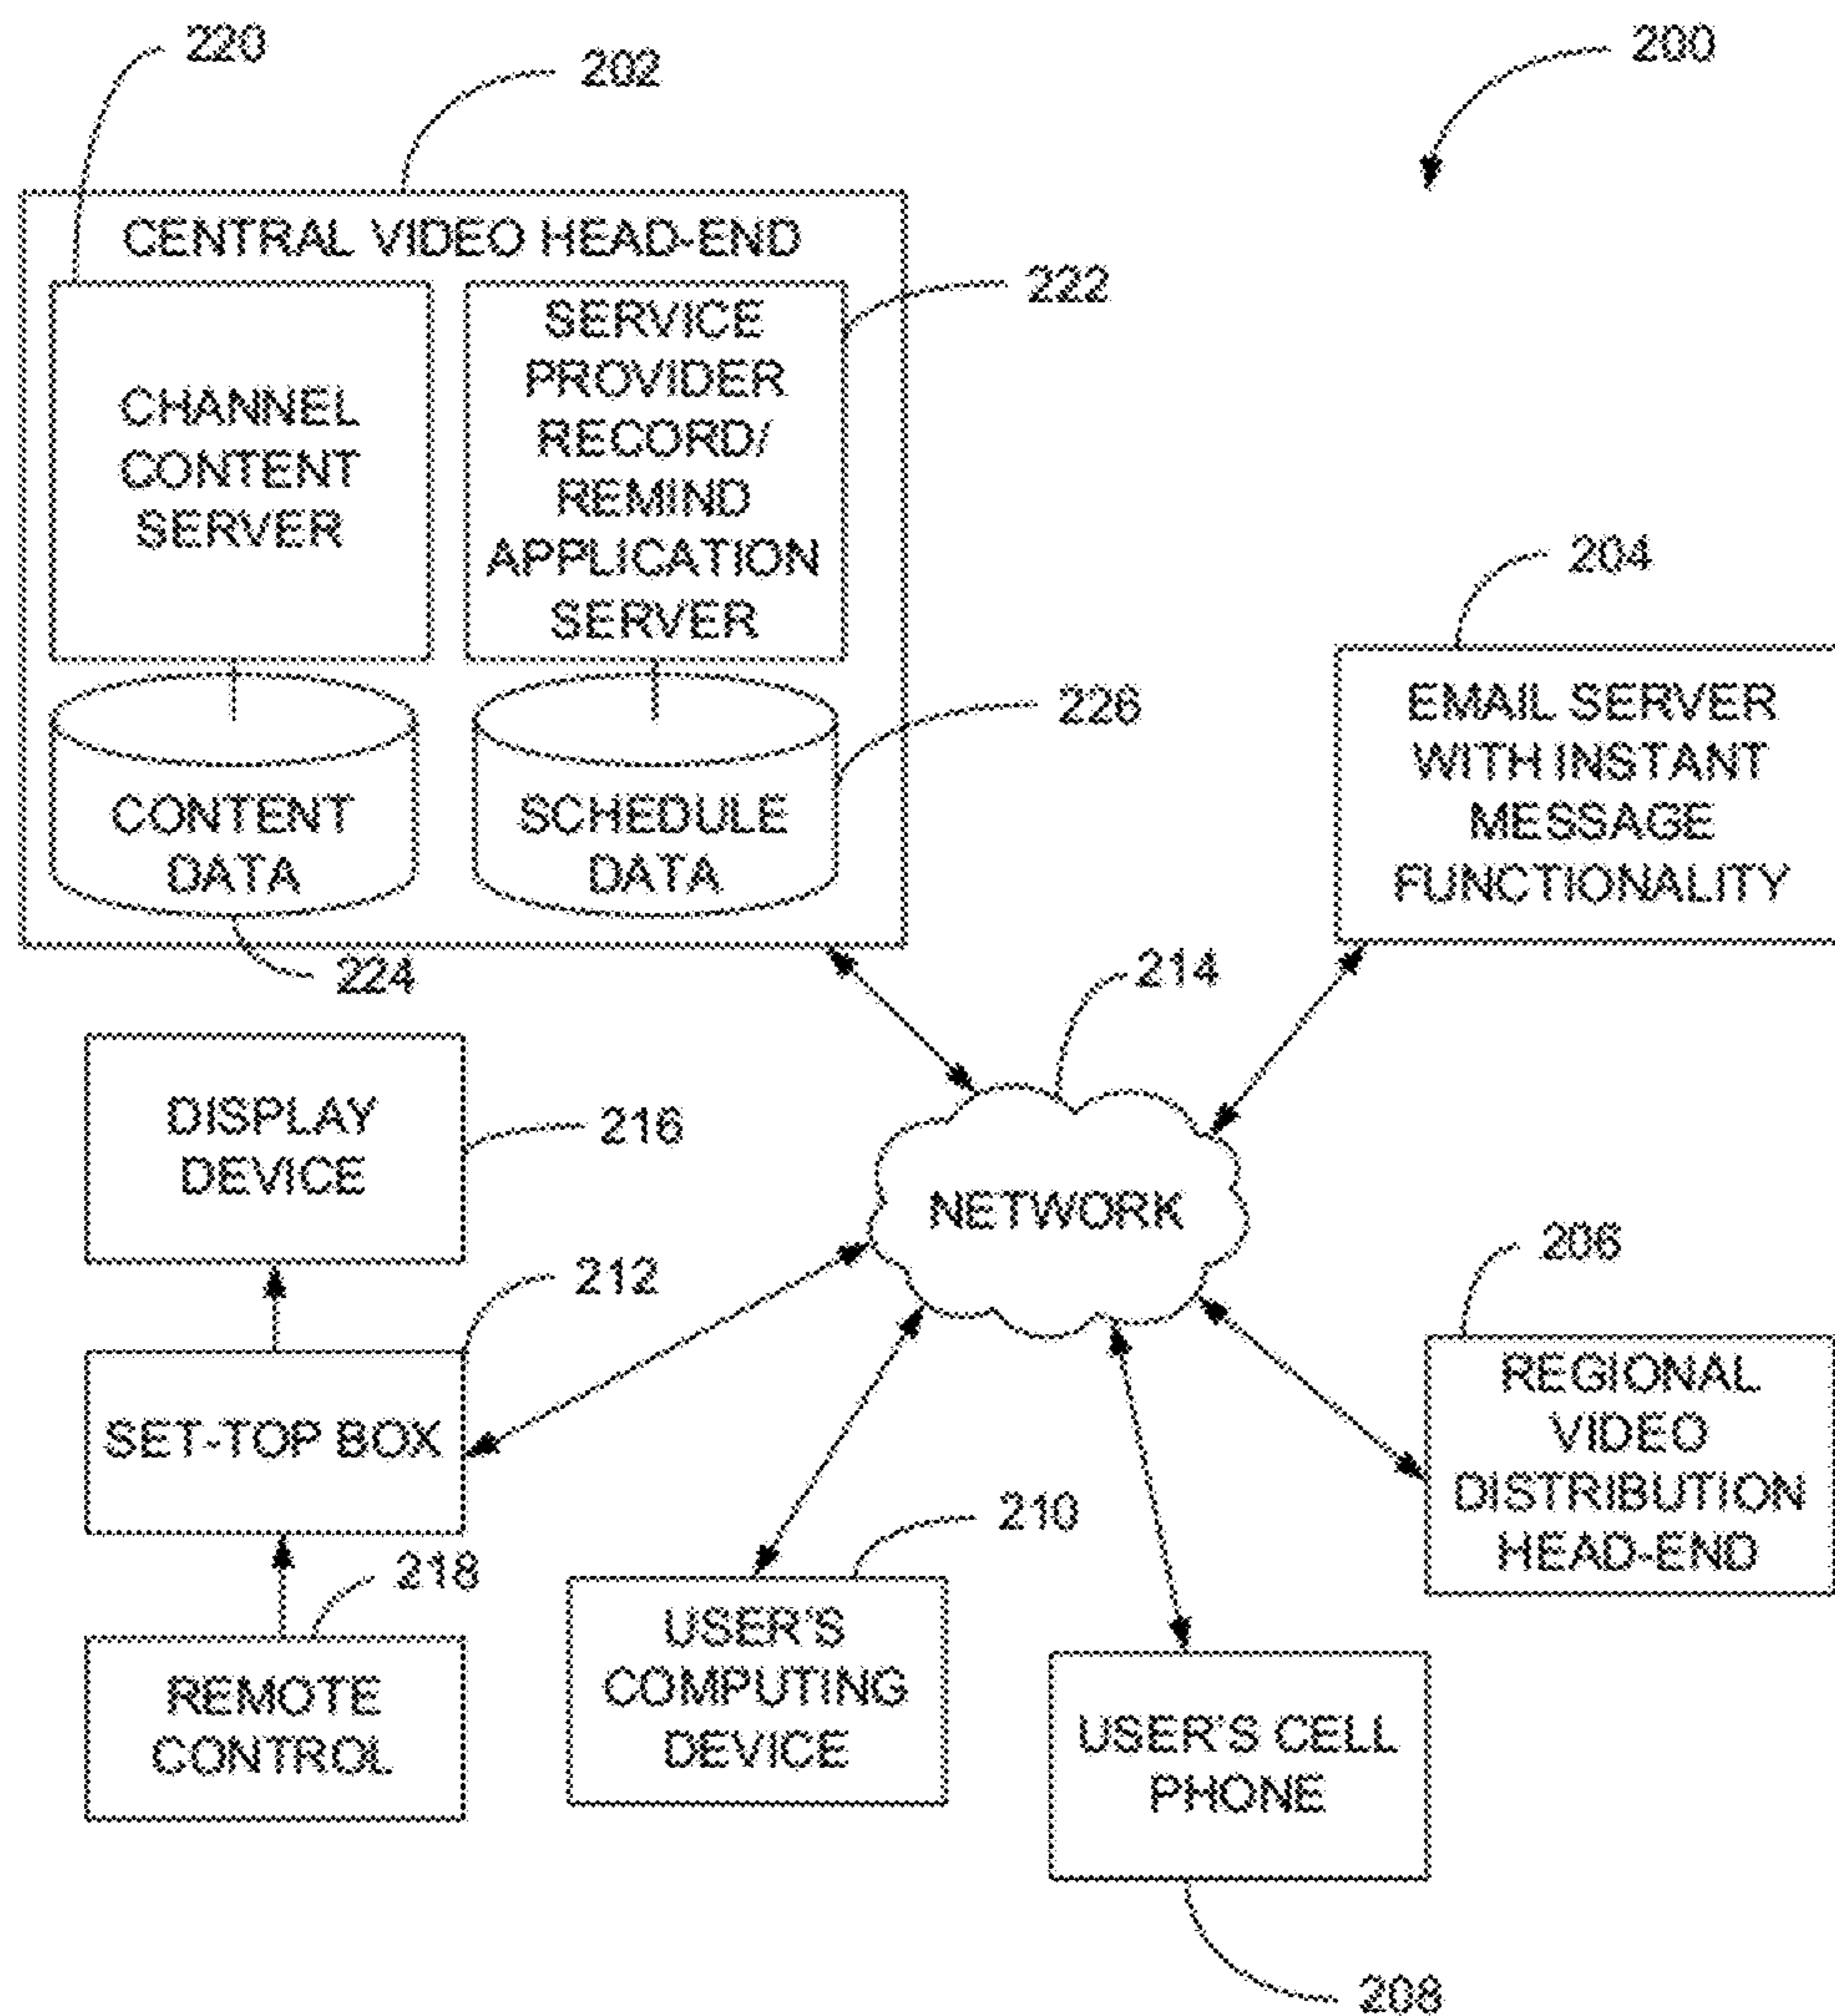 220
202
200
CENTRAL VIDEO HEAD-END
222
CHANNEL
CONTENT
SERVER
SERVICE
PROVIDER
RECORD/
REMIND
APPLICATION
SERVER
204
226
CONTENT
DATA
SCHEDULE
DATA
EMAIL SERVER
WITH INSTANT
MESSAGE
FUNCTIONALITY
224
214
DISPLAY
DEVICE
216
NETWORK
212
206
SET-TOP BOX
REGIONAL
VIDEO
DISTRIBUTION
HEAD-END
210
218
REMOTE
CONTROL
USER'S
COMPUTING
DEVICE
USER'S CELL
PHONE
208